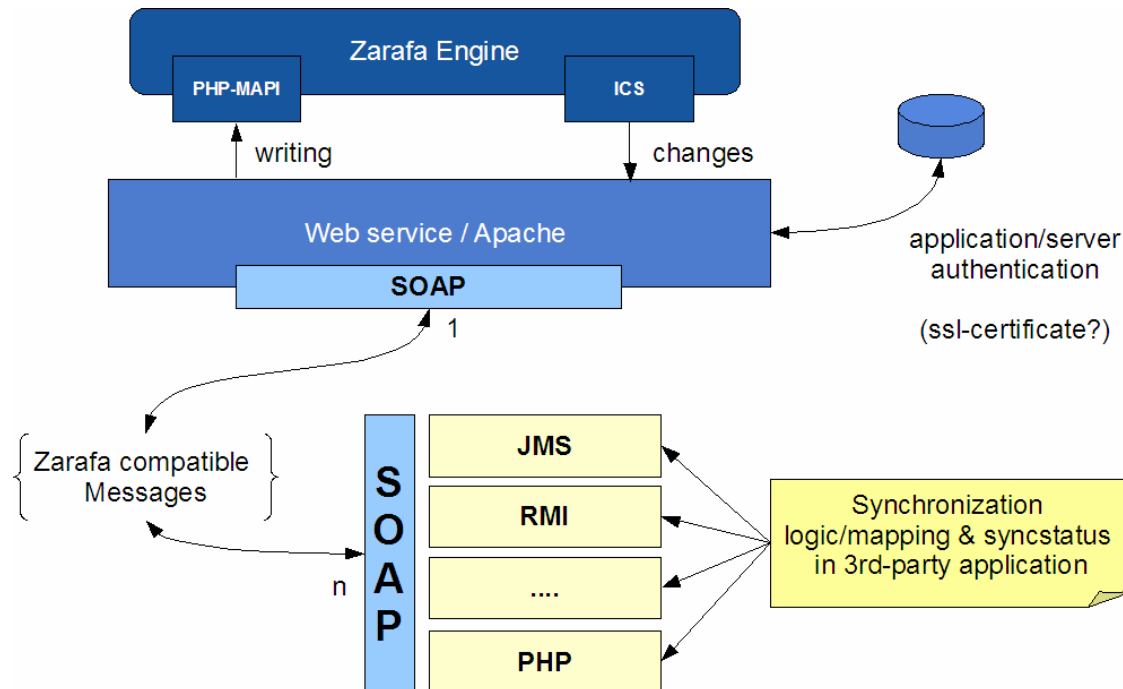 Zarafa Engine
PHP-MAPI
ICS
writing
changes
Web service / Apache
SOAP
1
application/server
authentication
(ssl-certificate?)
Zarafa compatible
Messages
n
SOAP
JMS
RMI
....
PHP
Synchronization
logic/mapping & syncstatus
in 3rd-party application